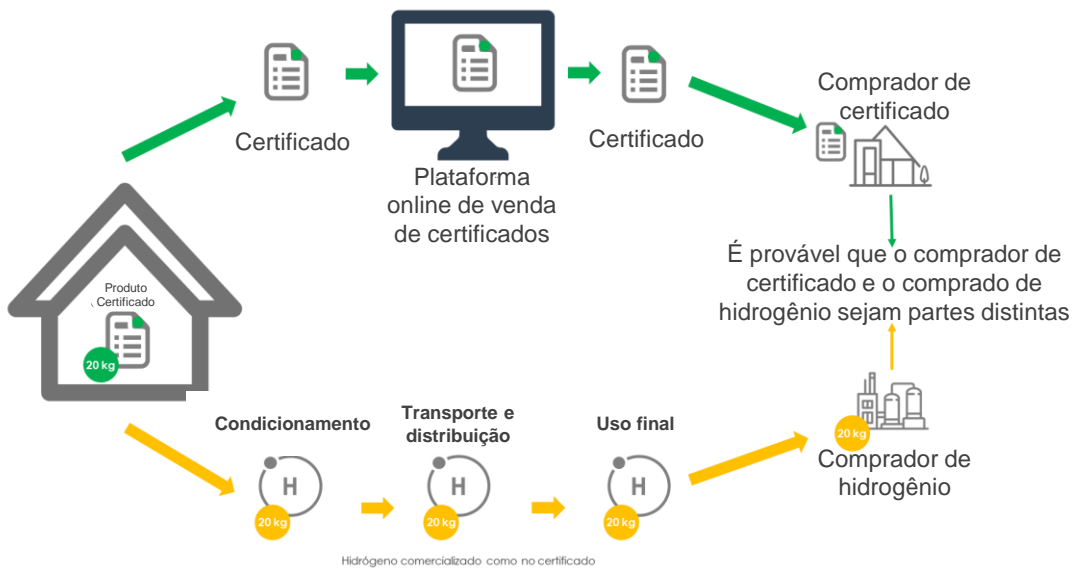 Certificado
Plataforma
online de venda
de certificados
Certificado
Comprador de
certificado
É provável que o comprador de
certificado e o comprado de
hidrogênio sejam partes distintas
Produto
Certificado
20 kg
Condicionamento
H
20 kg
Transporte e
distribuição
H
20 kg
Uso final
H
20 kg
20 kg
Comprador de
hidrogênio
Hidrógeno comercializado como no certificado